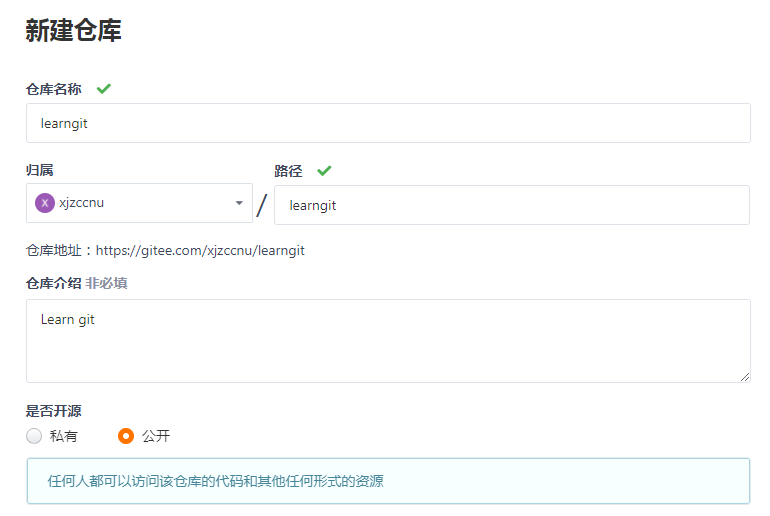 新建仓库
仓库名称
learngit
归属
路径
X xjzccnu / learngit
仓库地址：https://gitee.com/xjzccnu/learngit
仓库介绍 非必填
Learn git
是否开源
私有 公开
任何人都可以访问该仓库的代码和其他任何形式的资源